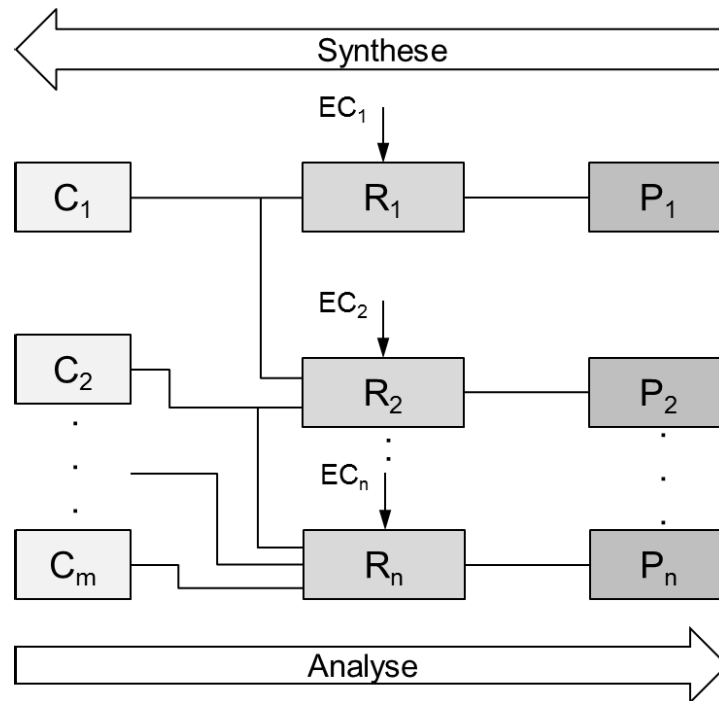 Synthese
EC₁
C₁ R₁ P₁
EC₂
C₂ R₂ P₂
ECₙ
Cₘ Rₙ Pₙ
Analyse